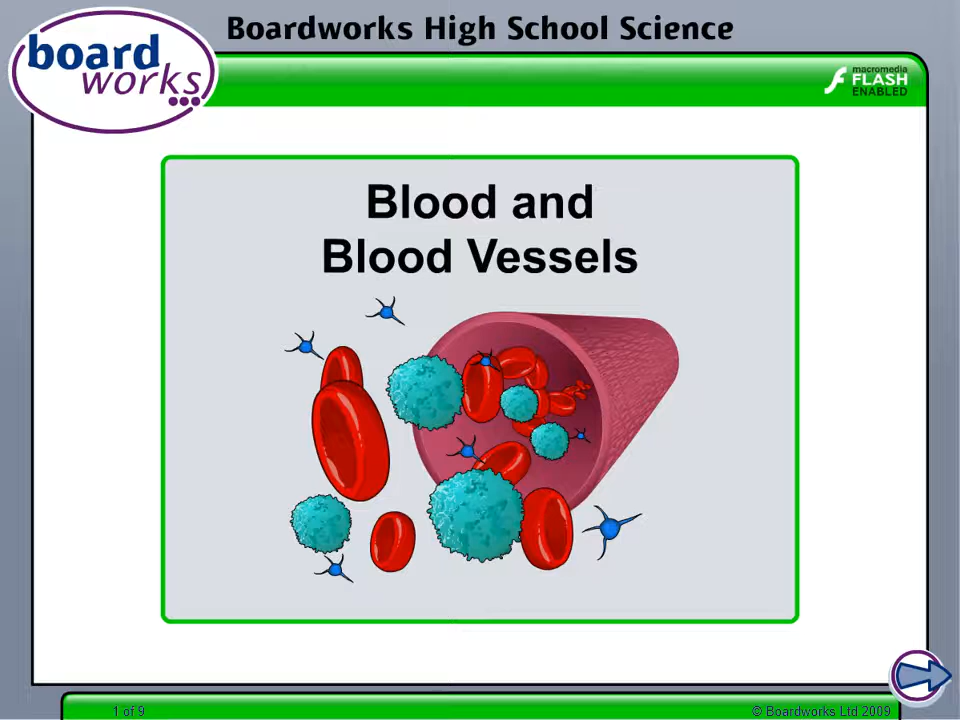 Boardworks High School Science
board
works
macromedia
FLASH
ENABLED
Blood and
Blood Vessels
1 of 9
© Boardworks Ltd 2009